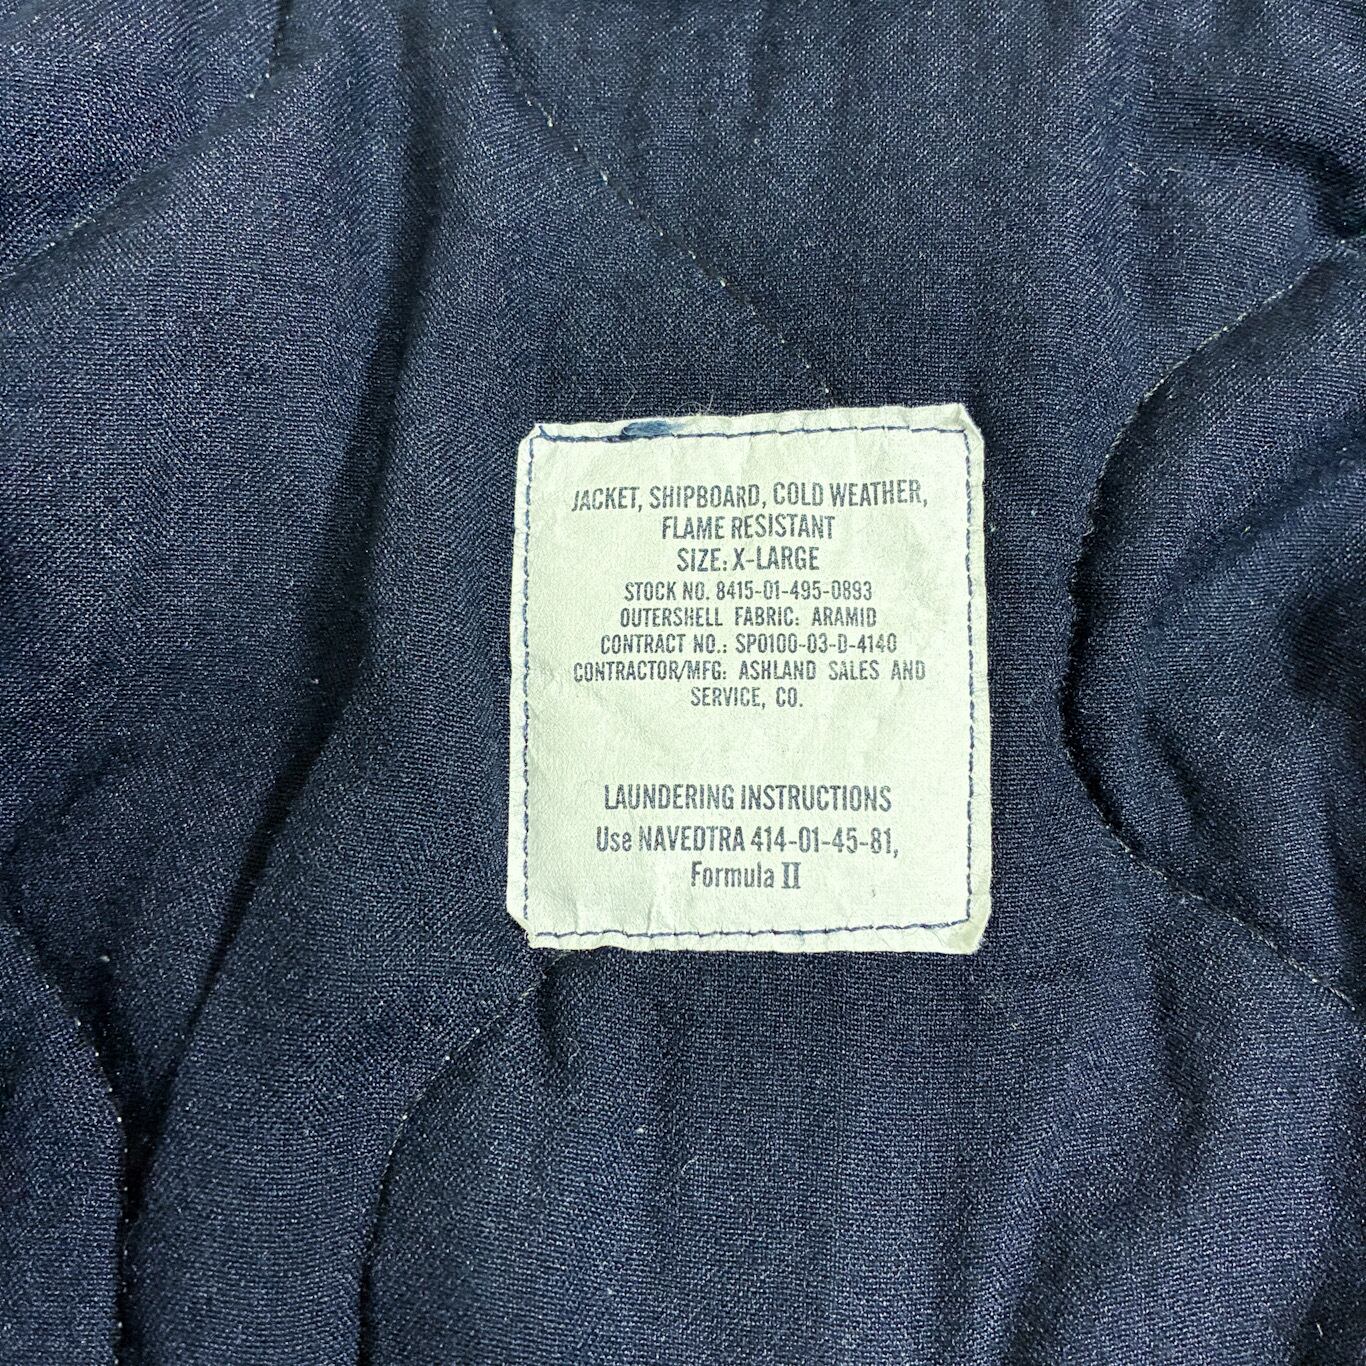 JACKET, SHIPBOARD, COLD WEATHER,
FLAME RESISTANT
SIZE: X-LARGE
STOCK NO. 8415-01-495-0893
OUTERSHELL FABRIC: ARAMID
CONTRACT NO.: SP0100-03-D-4140
CONTRACTOR/MFG: ASHLAND SALES AND
SERVICE, CO.
LAUNDERING INSTRUCTIONS
Use NAVEDTRA 414-01-45-81,
Formula II